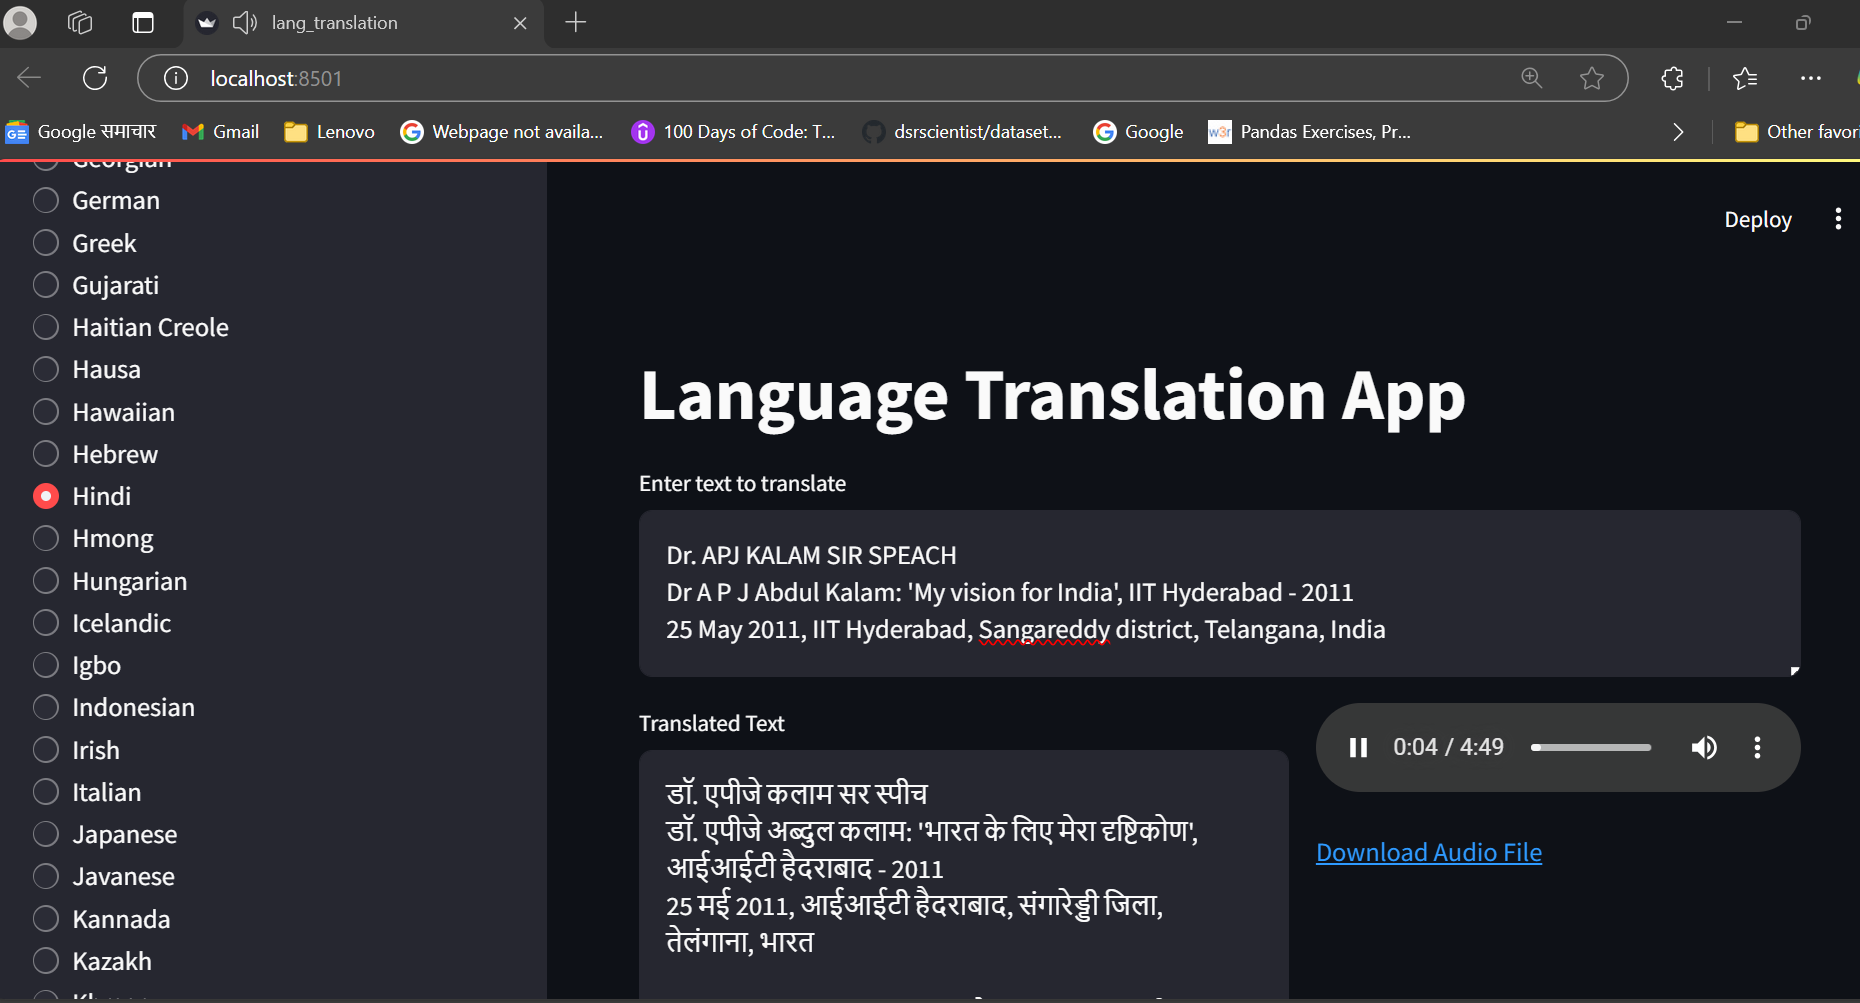 lang_translation
localhost:8501
Google समाचार
Gmail
Lenovo
Webpage not availa...
100 Days of Code: T...
dsrscientist/dataset...
Google
w3r
Pandas Exercises, Pr...
Other favori
Georgian
German
Greek
Gujarati
Haitian Creole
Hausa
Hawaiian
Hebrew
Hindi
Hmong
Hungarian
Icelandic
Igbo
Indonesian
Irish
Italian
Japanese
Javanese
Kannada
Kazakh
Deploy
Language Translation App
Enter text to translate
Dr. APJ KALAM SIR SPEACH
Dr A P J Abdul Kalam: 'My vision for India', IIT Hyderabad - 2011
25 May 2011, IIT Hyderabad, Sangareddy district, Telangana, India
Translated Text
डॉ. एपीजे कलाम सर स्पीच
डॉ. एपीजे अब्दुल कलाम: 'भारत के लिए मेरा दृष्टिकोण',
आईआईटी हैदराबाद - 2011
25 मई 2011, आईआईटी हैदराबाद, संगारेड्डी जिला,
तेलंगाना, भारत
0:04 / 4:49
Download Audio File